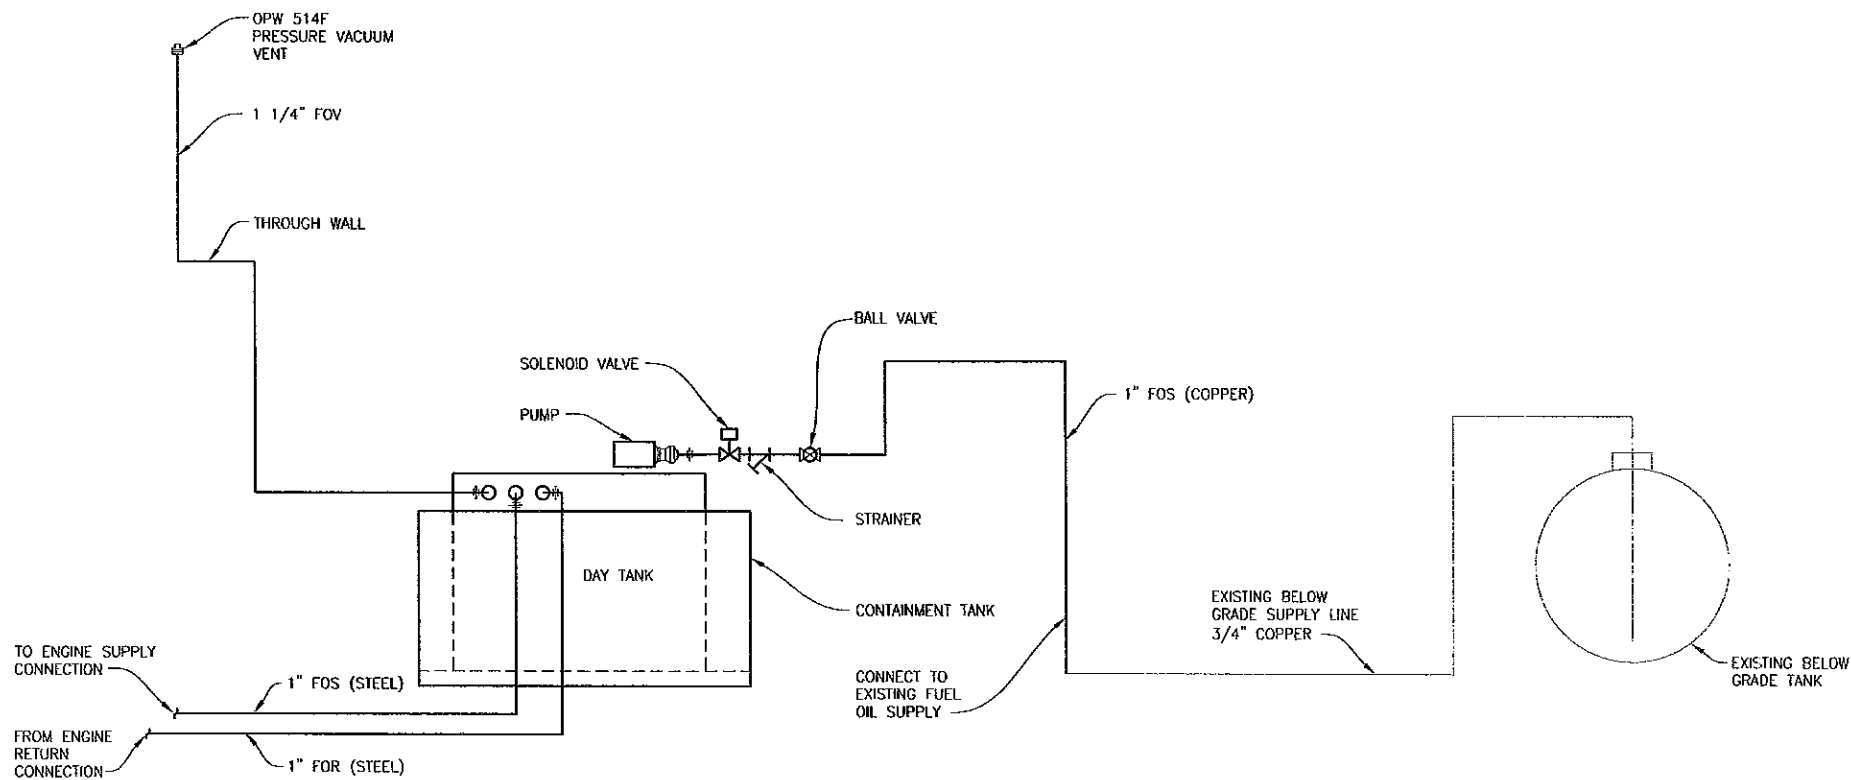 OPW 514F
PRESSURE VACUUM
VENT
1 1/4" FOV
THROUGH WALL
BALL VALVE
SOLENOID VALVE
PUMP
1" FOS (COPPER)
STRAINER
DAY TANK
CONTAINMENT TANK
EXISTING BELOW
GRADE SUPPLY LINE
3/4" COPPER
TO ENGINE SUPPLY
CONNECTION
1" FOS (STEEL)
CONNECT TO
EXISTING FUEL
OIL SUPPLY
EXISTING BELOW
GRADE TANK
FROM ENGINE
RETURN
CONNECTION
1" FOR (STEEL)